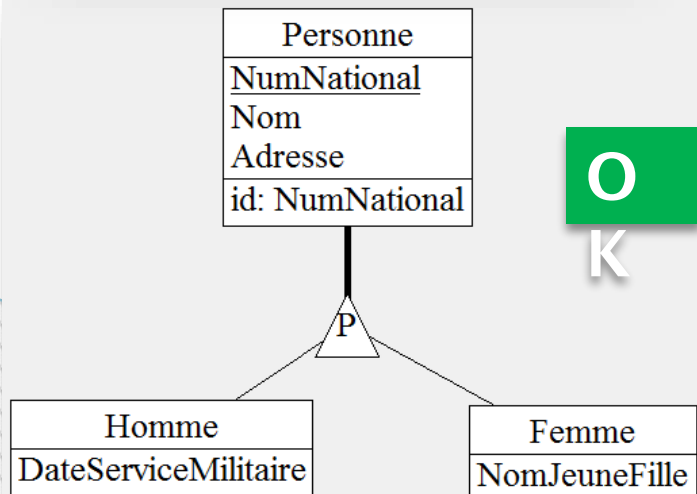 Personne
NumNational
Nom
Adresse
id: NumNational
O
K
P
Homme
DateServiceMilitaire
Femme
NomJeuneFille